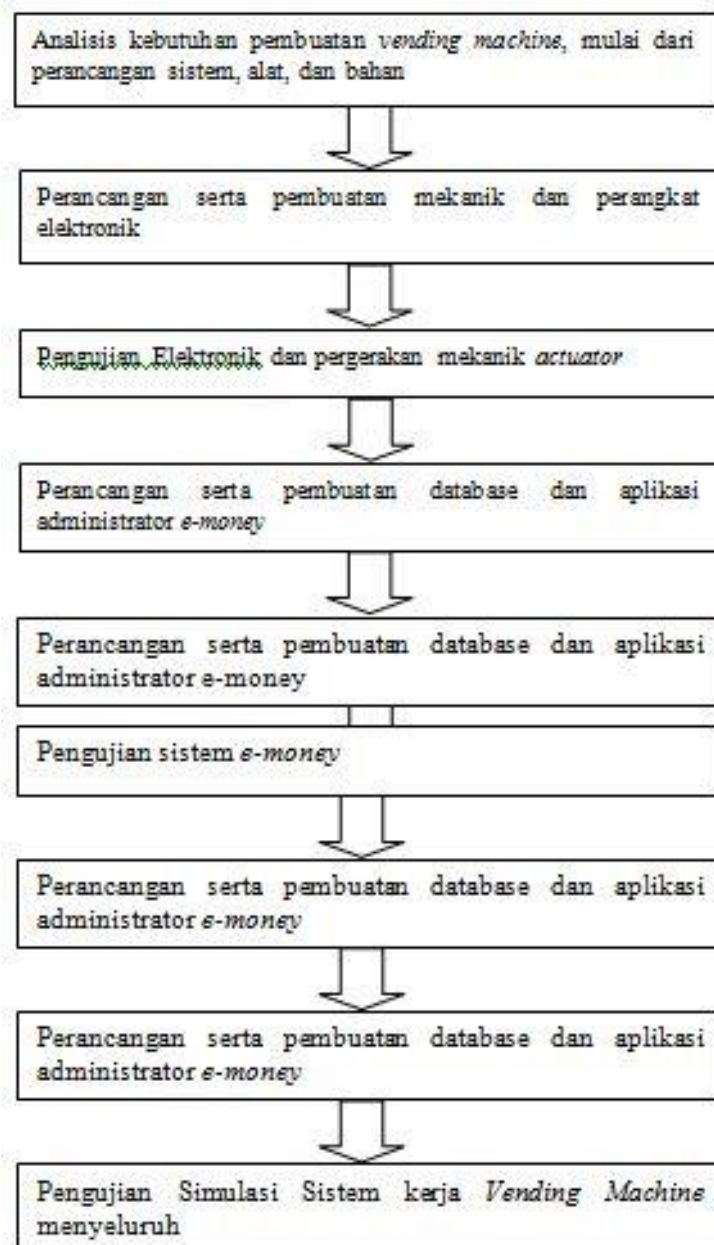 Analisis kebutuhan pembuatan vending machine, mulai dari
perancangan sistem, alat, dan bahan
Perancangan serta pembuatan mekanik dan perangkat
elektronik
Pengujian Elektronik dan pergerakan mekanik actuator
Perancangan serta pembuatan database dan aplikasi
administrator e-money
Perancangan serta pembuatan database dan aplikasi
administrator e-money
Pengujian sistem e-money
Perancangan serta pembuatan database dan aplikasi
administrator e-money
Perancangan serta pembuatan database dan aplikasi
administrator e-money
Pengujian Simulasi Sistem kerja Vending Machine
menyeluruh